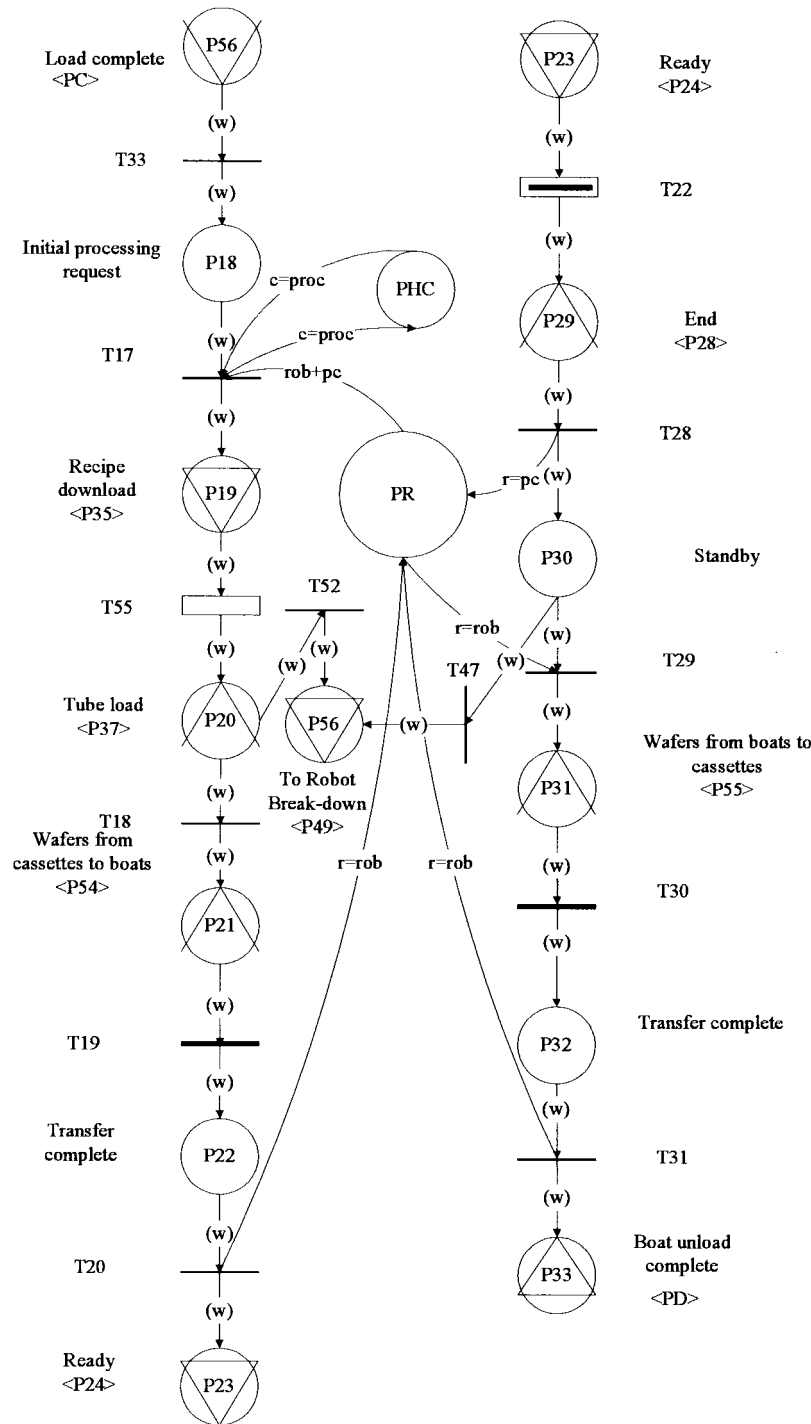 P56
Load complete
<PC>
(w)
T33
(w)
Initial processing
request
P18
PHC
c=proc
(w)
c=proc
T17
rob+pc
(w)
Recipe
download
<P35>
P19
PR
(w)
T55
T52
(w)
(w)
(w)
Tube load
<P37>
P20
P56
(w)
To Robot
Break-down
<P49>
(w)
T18
Wafers from
cassettes to boats
<P54>
(w)
P21
r=rob
r=rob
(w)
T19
(w)
Transfer
complete
P22
(w)
T20
(w)
Ready
<P24>
P23
P23
Ready
<P24>
(w)
T22
(w)
P29
End
<P28>
(w)
T28
(w)
r=pc
P30
Standby
r=rob
(w)
(w)
T47
T29
(w)
Wafers from boats to
cassettes
<P55>
P31
(w)
T30
(w)
P32
Transfer complete
(w)
T31
(w)
Boat unload
complete
<PD>
P33